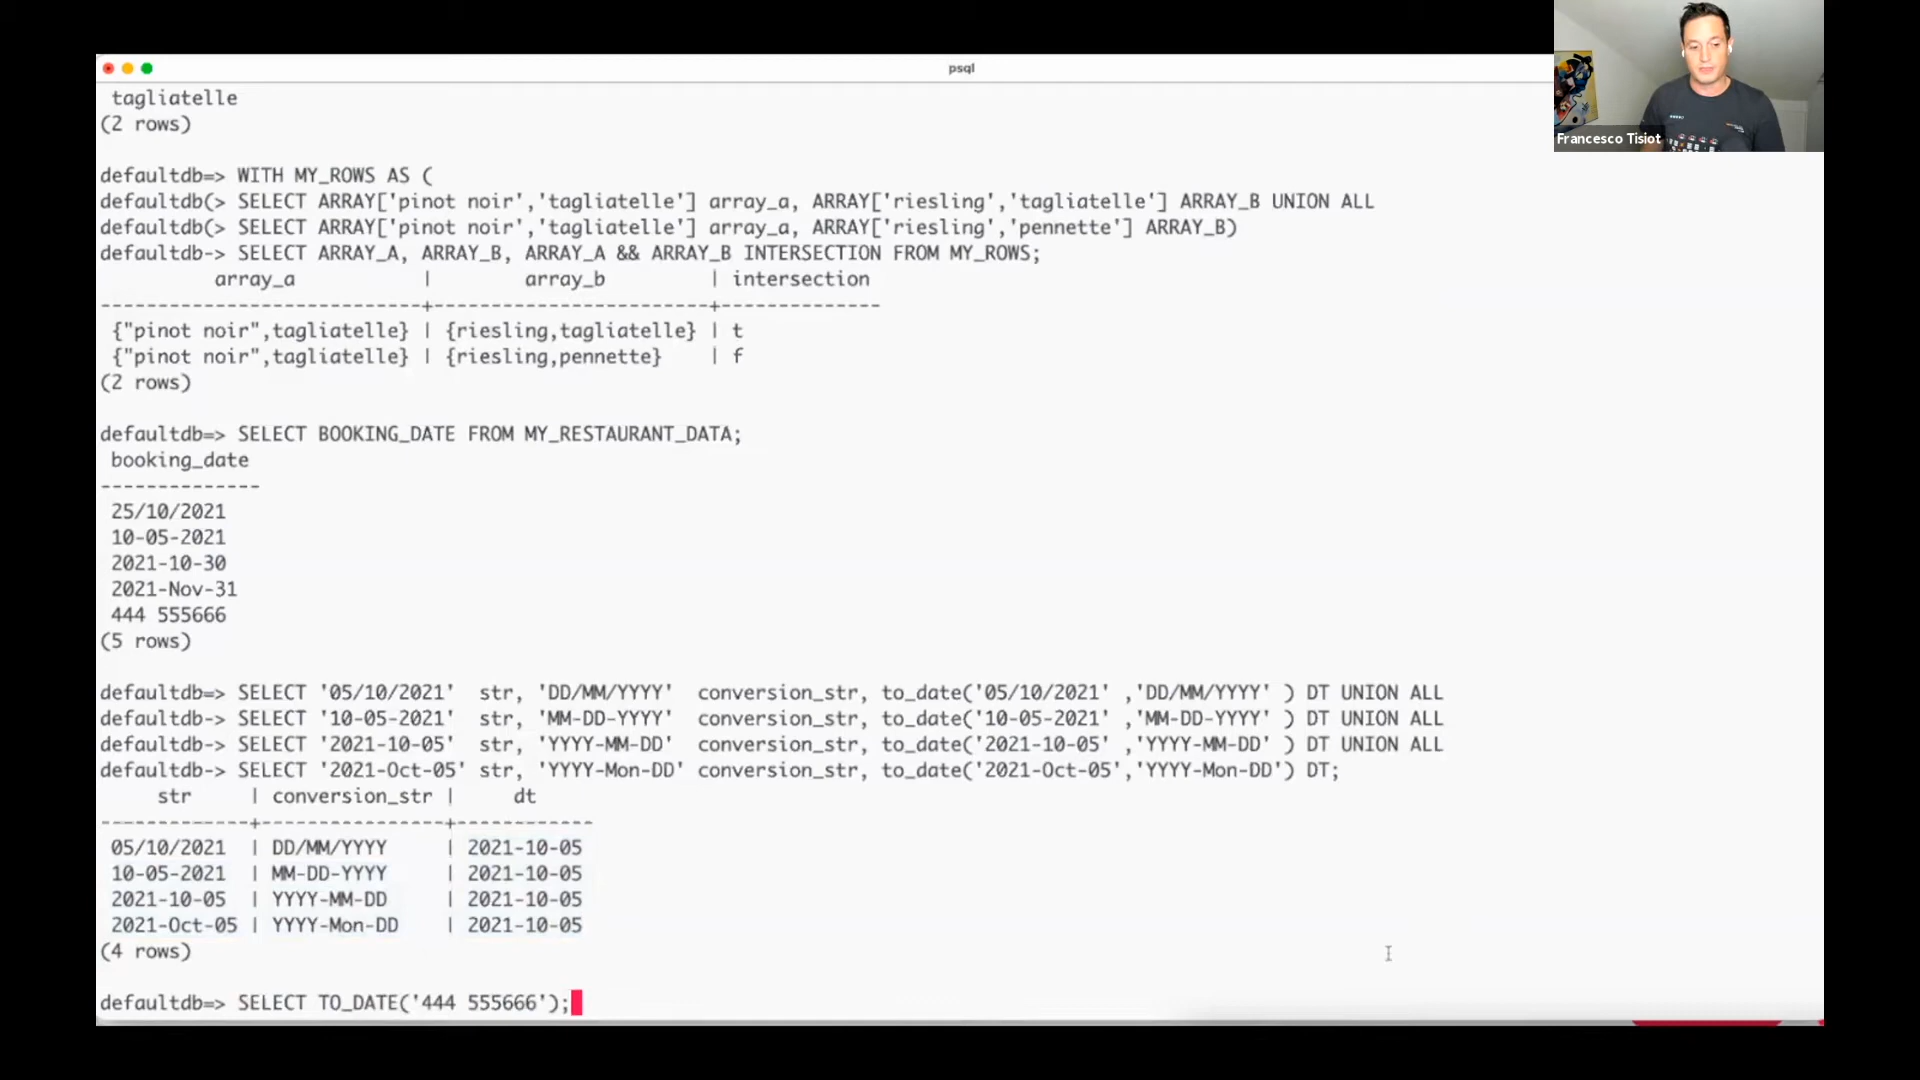 psql
Francesco Tisiot
tagliatelle
(2 rows)
defaultdb=> WITH MY_ROWS AS (
defaultdb(> SELECT ARRAY['pinot noir','tagliatelle'] array_a, ARRAY['riesling','tagliatelle'] ARRAY_B UNION ALL
defaultdb(> SELECT ARRAY['pinot noir','tagliatelle'] array_a, ARRAY['riesling','pennette'] ARRAY_B)
defaultdb-> SELECT ARRAY_A, ARRAY_B, ARRAY_A && ARRAY_B INTERSECTION FROM MY_ROWS;
array_a | array_b | intersection
----------------------------+-------------------------+--------------
{"pinot noir",tagliatelle} | {riesling,tagliatelle} | t
{"pinot noir",tagliatelle} | {riesling,pennette} | f
(2 rows)
defaultdb=> SELECT BOOKING_DATE FROM MY_RESTAURANT_DATA;
booking_date
--------------
25/10/2021
10-05-2021
2021-10-30
2021-Nov-31
444 555666
(5 rows)
defaultdb=> SELECT '05/10/2021' str, 'DD/MM/YYYY' conversion_str, to_date('05/10/2021' ,'DD/MM/YYYY' ) DT UNION ALL
defaultdb-> SELECT '10-05-2021' str, 'MM-DD-YYYY' conversion_str, to_date('10-05-2021' ,'MM-DD-YYYY' ) DT UNION ALL
defaultdb-> SELECT '2021-10-05' str, 'YYYY-MM-DD' conversion_str, to_date('2021-10-05' ,'YYYY-MM-DD' ) DT UNION ALL
defaultdb-> SELECT '2021-Oct-05' str, 'YYYY-Mon-DD' conversion_str, to_date('2021-Oct-05','YYYY-Mon-DD') DT;
str | conversion_str | dt
-------------+----------------+------------
05/10/2021 | DD/MM/YYYY | 2021-10-05
10-05-2021 | MM-DD-YYYY | 2021-10-05
2021-10-05 | YYYY-MM-DD | 2021-10-05
2021-Oct-05 | YYYY-Mon-DD | 2021-10-05
(4 rows)
defaultdb=> SELECT TO_DATE('444 555666');